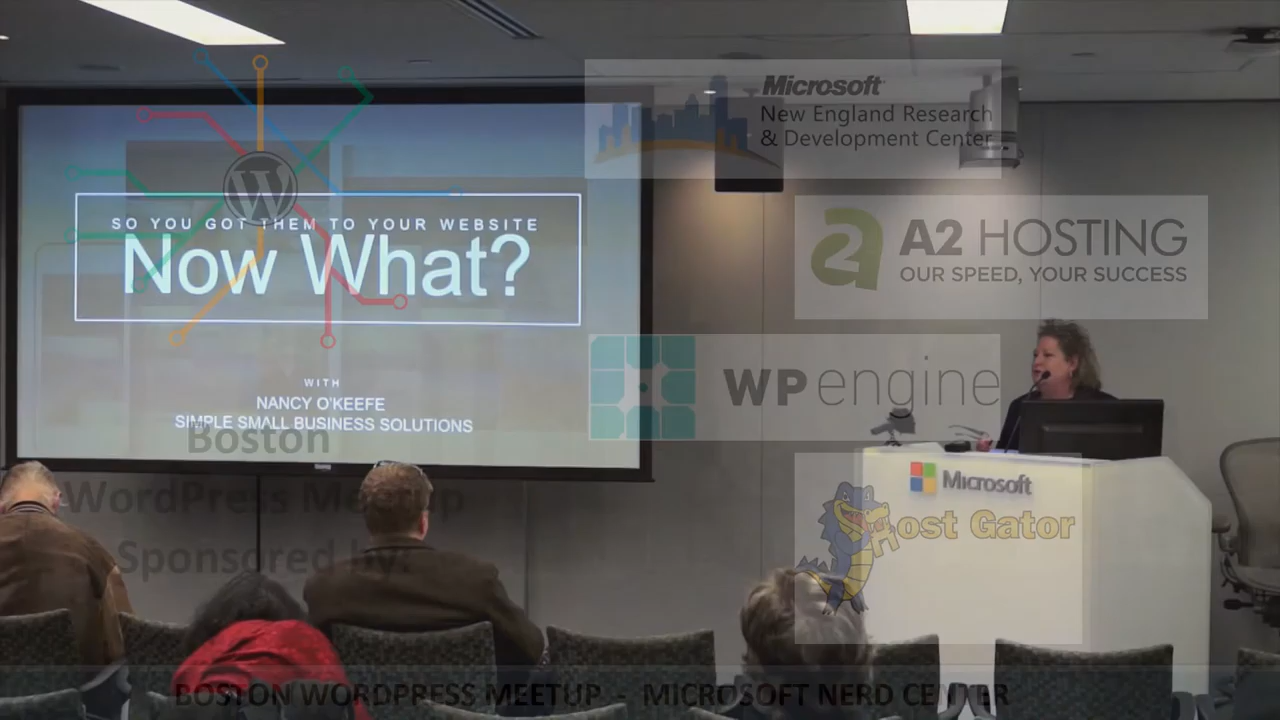 SO YOU GOT THEM TO YOUR WEBSITE
Now What?
WITH
NANCY O'KEEFE
SIMPLE SMALL BUSINESS SOLUTIONS
Boston
WordPress Meetup
Sponsored by:
Microsoft
New England Research
& Development Center
A2 HOSTING
OUR SPEED, YOUR SUCCESS
WP engine
Microsoft
Host Gator
BOSTON WORDPRESS MEETUP - MICROSOFT NERD CENTER